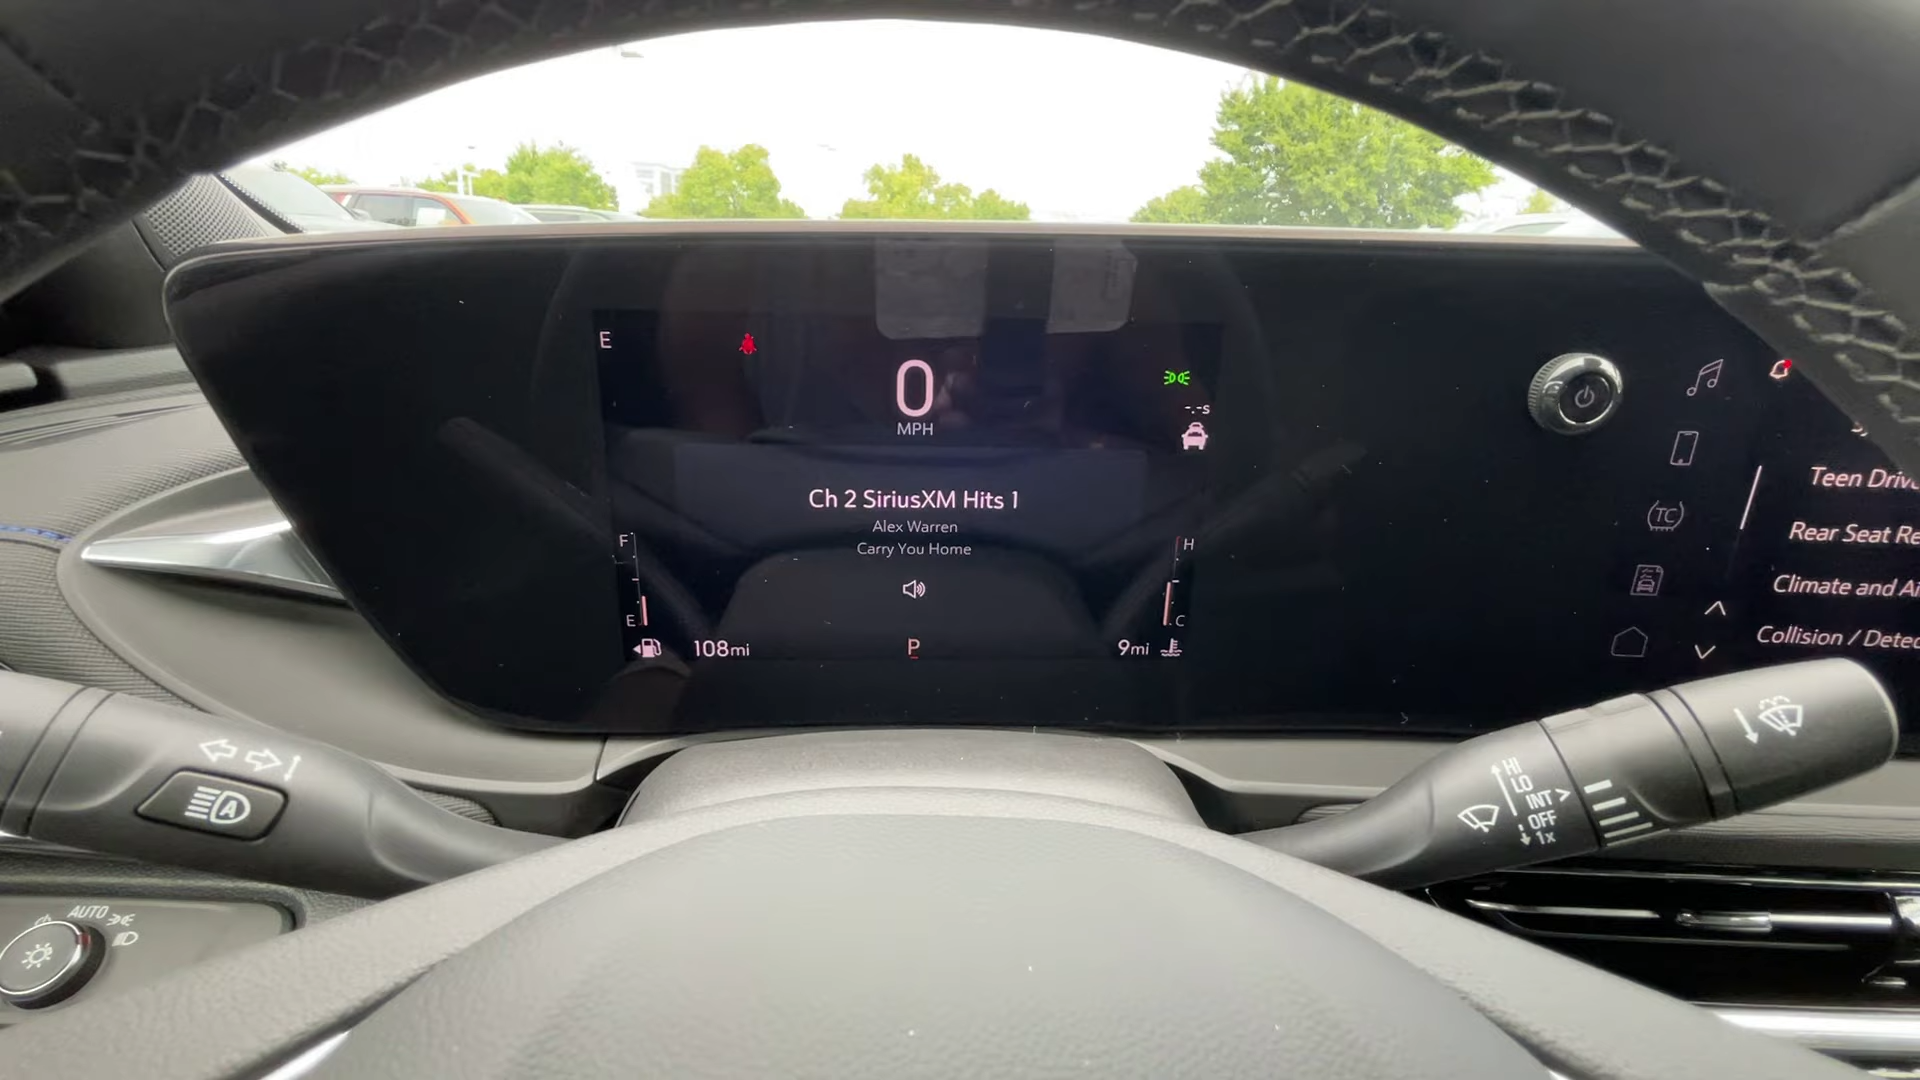 E
0
MPH
-.-s
Ch 2 SiriusXM Hits 1
Alex Warren
Carry You Home
F
E
H
C
108mi
P
9mi
TC
Teen Drive
Rear Seat Re
Climate and Ai
Collision / Detec
A
HI
LO
INT
OFF
1x
AUTO